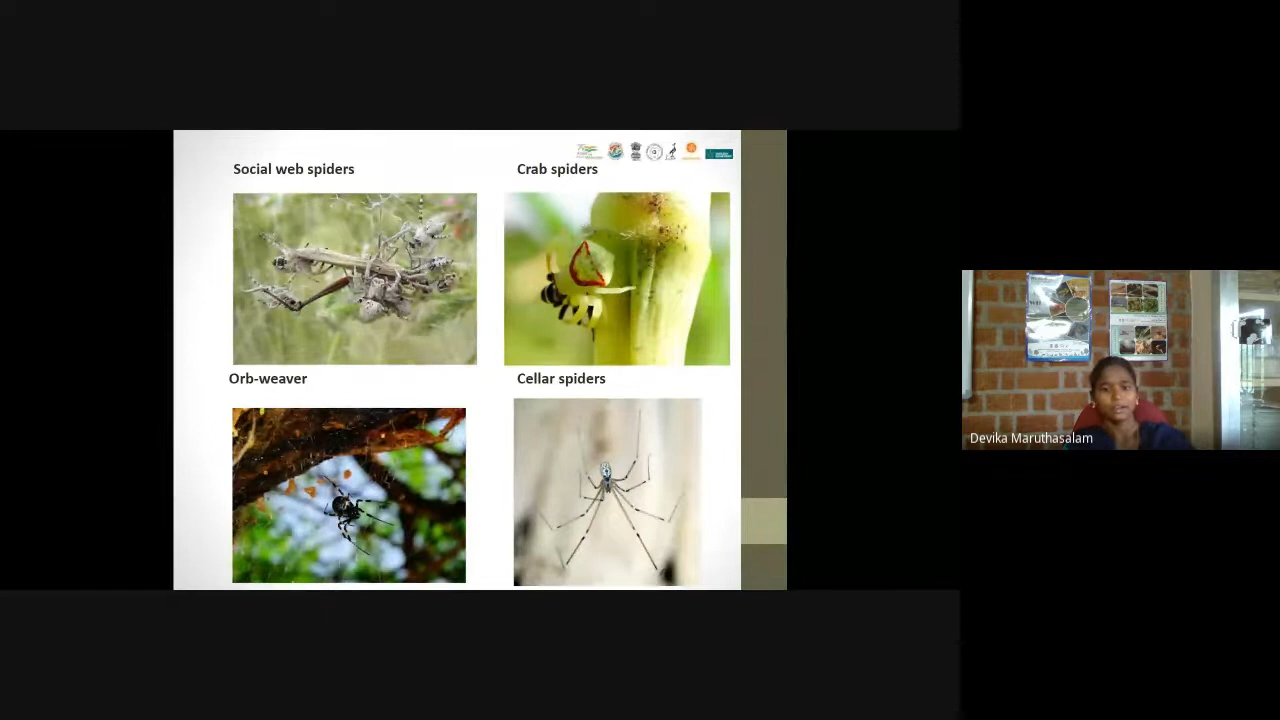 Social web spiders
Crab spiders
Orb-weaver
Cellar spiders
Devika Maruthasalam